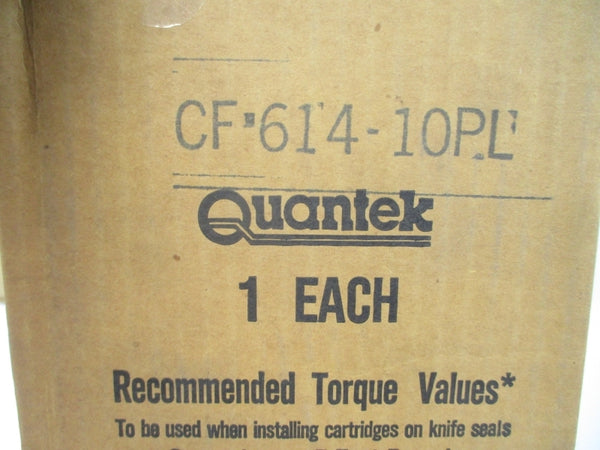 CF-614-10PL
Quantek
1 EACH
Recommended Torque Values*
To be used when installing cartridges on knife seals